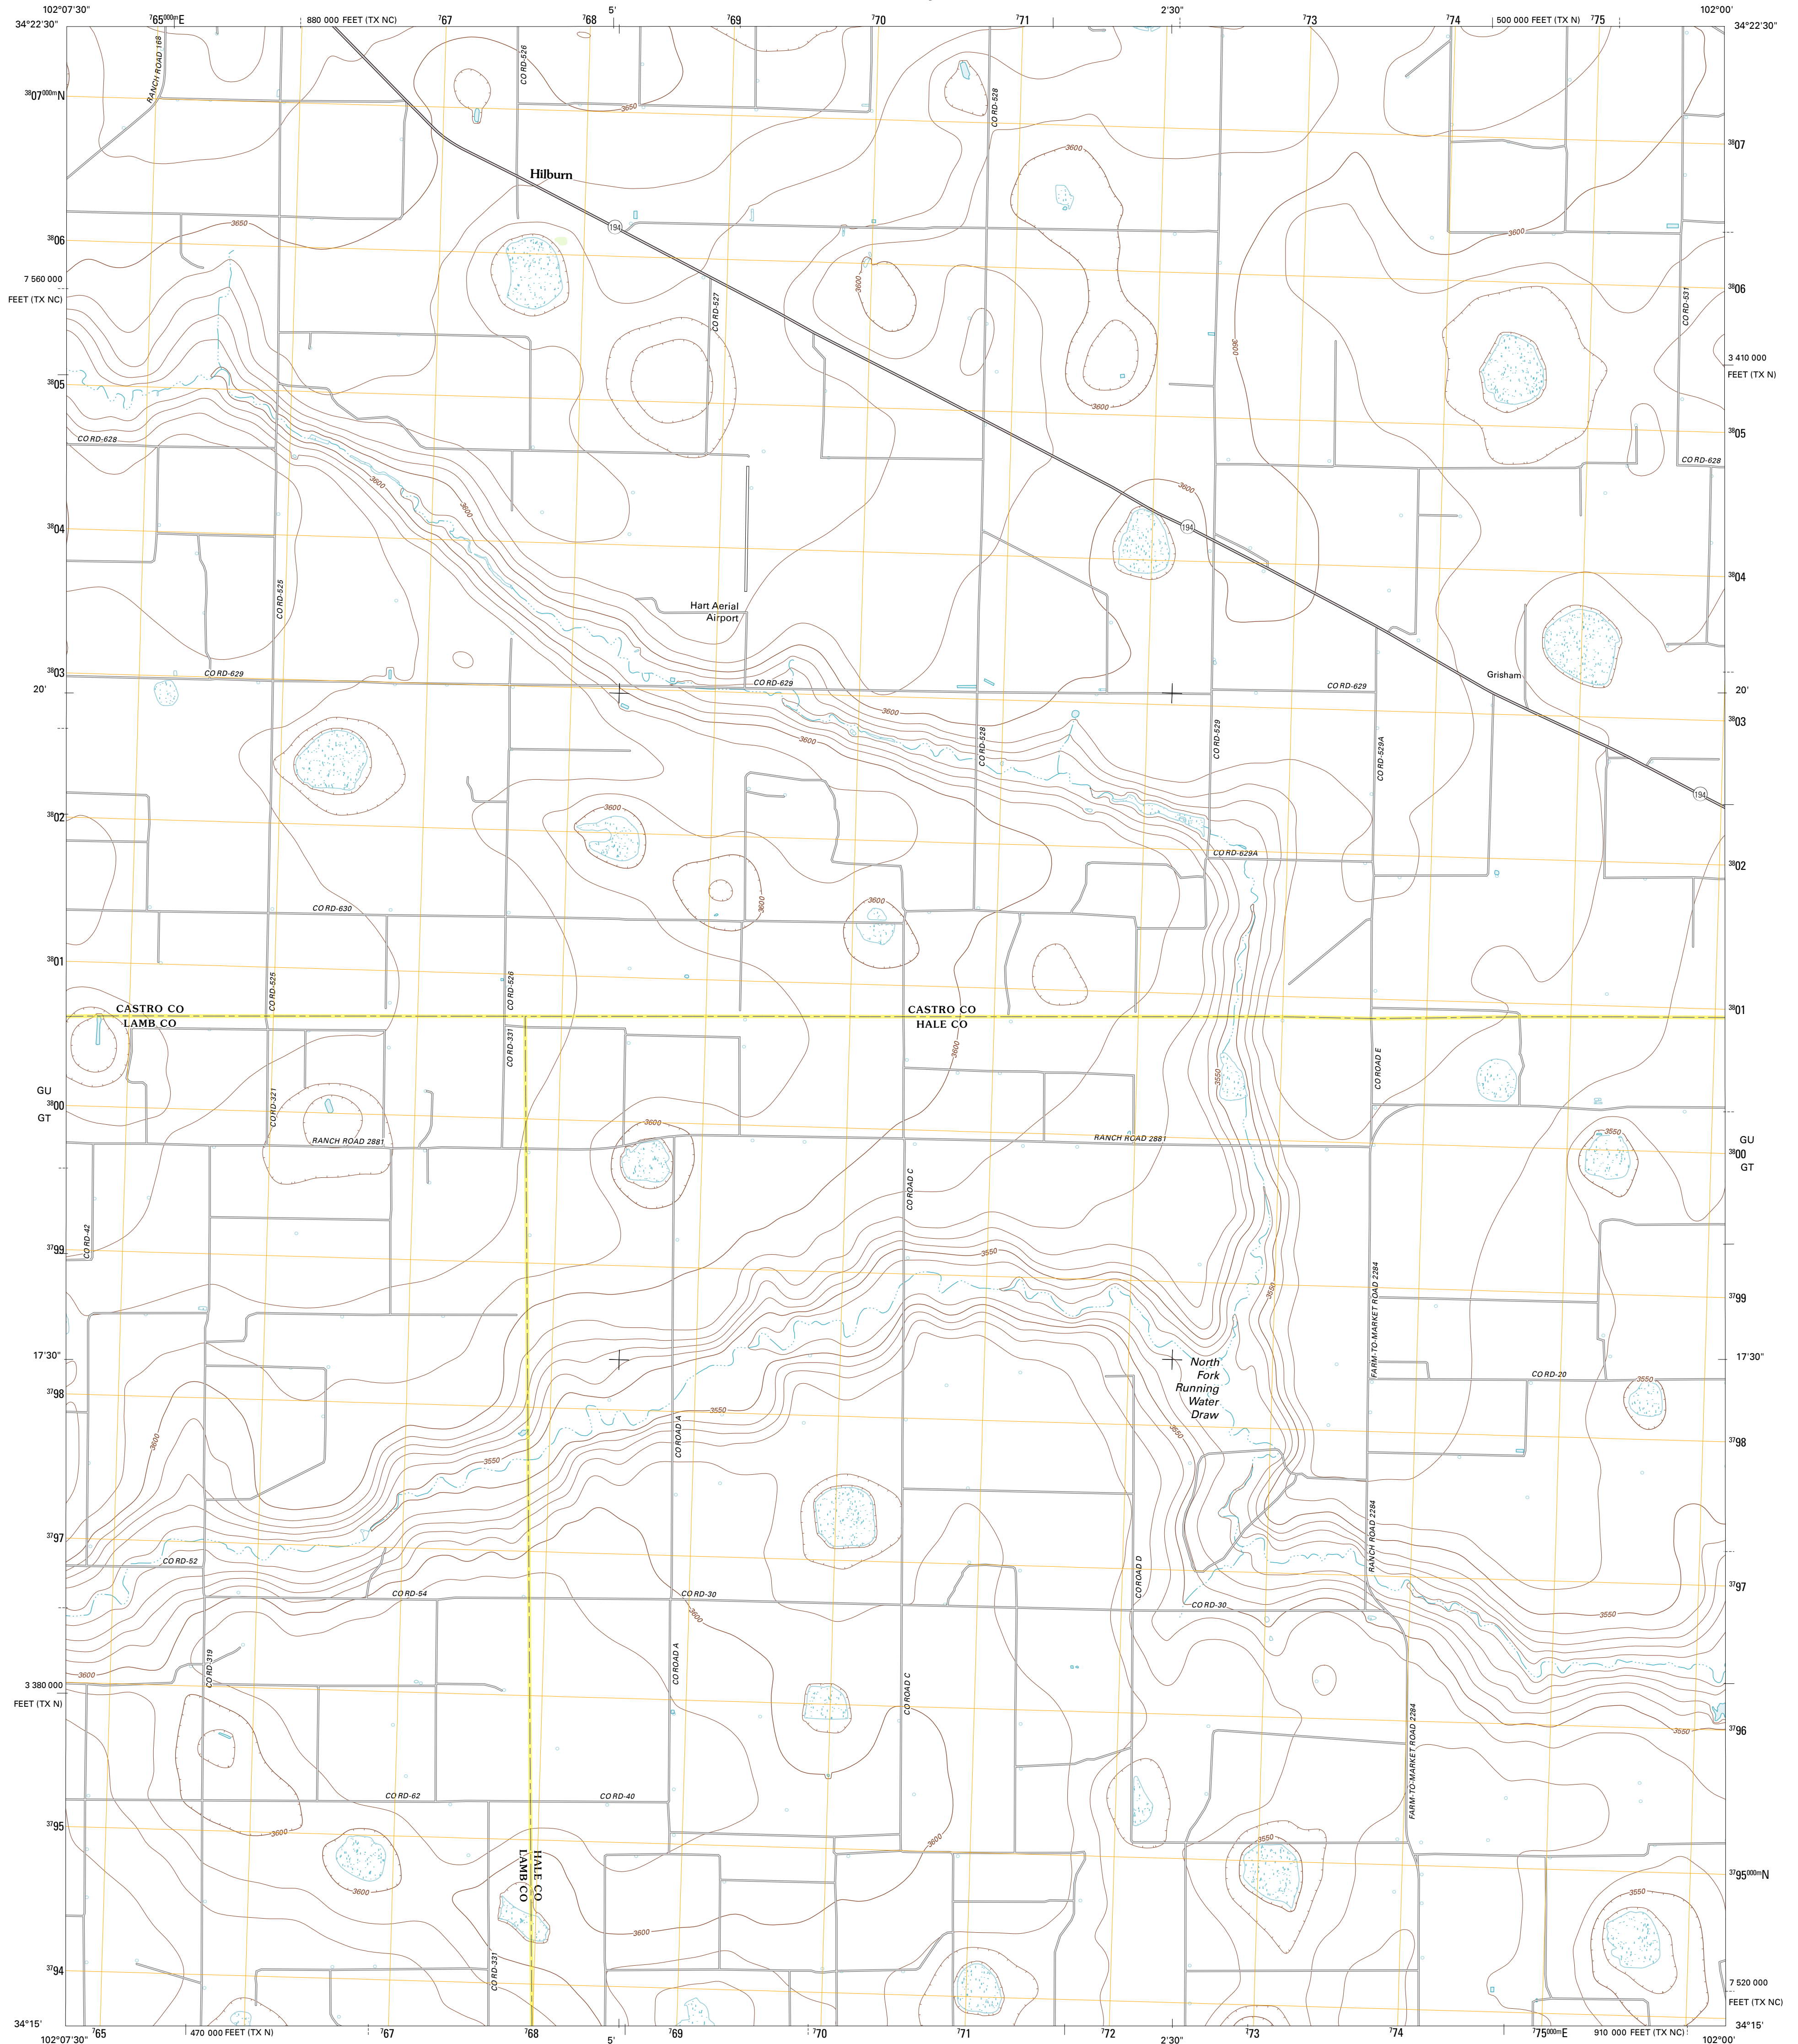 102°07'30"
765000mE
880 000 FEET (TX NC)
767
5'
768
769
770
771
2'30"
773
774
500 000 FEET (TX N)
775
102°00'
34°22'30"
34°22'30"
RANCH ROAD 168
CO RD-526
3807000mN
3650
CO RD-528
3807
3600
Hilburn
3650
194
3600
3806
7 560 000
FEET (TX NC)
3600
CO RD-527
3806
CO RD-531
3600
3 410 000
FEET (TX N)
3805
3600
3805
CO RD-628
CO RD-628
3600
3600
3600
3804
194
3804
CO RD-525
Hart Aerial
Airport
3803
CO RD-629
CO RD-629
CO RD-629
Grisham
20'
20'
3600
3600
3803
CO RD-528
CO RD-529
CO RD-529A
194
3802
3600
CO RD-629A
3802
3600
3600
CO RD-630
3801
CO RD-525
CO RD-526
CASTRO CO
LAMB CO
CASTRO CO
HALE CO
3801
CO RD-331
3600
3550
CO ROAD E
GU
GT
3800
CO RD-321
3600
3550
RANCH ROAD 2881
RANCH ROAD 2881
GU
3800
GT
CO ROAD C
CO RD-42
3799
3550
3550
FARM-TO-MARKET ROAD 2284
3799
17'30"
17'30"
North
Fork
Running
Water
Draw
3798
CO RD-20
3550
3550
CO ROAD A
3600
3550
3550
3798
3797
RANCH ROAD 2284
CO RD-52
CO RD-54
CO RD-30
CO ROAD D
CO RD-30
3797
3600
3550
CO RD-319
CO ROAD A
CO ROAD C
3600
3 380 000
FEET (TX N)
FARM-TO-MARKET ROAD 2284
3796
3550
CO RD-62
CO RD-40
3795
3600
3600
3550
HALE CO
LAMB CO
3795000mN
3600
3550
3600
3794
CO RD-331
7 520 000
FEET (TX NC)
34°15'
34°15'
102°07'30"
765
470 000 FEET (TX N)
767
768
5'
769
770
771
772
2'30"
773
774
775000mE
910 000 FEET (TX NC)
102°00'